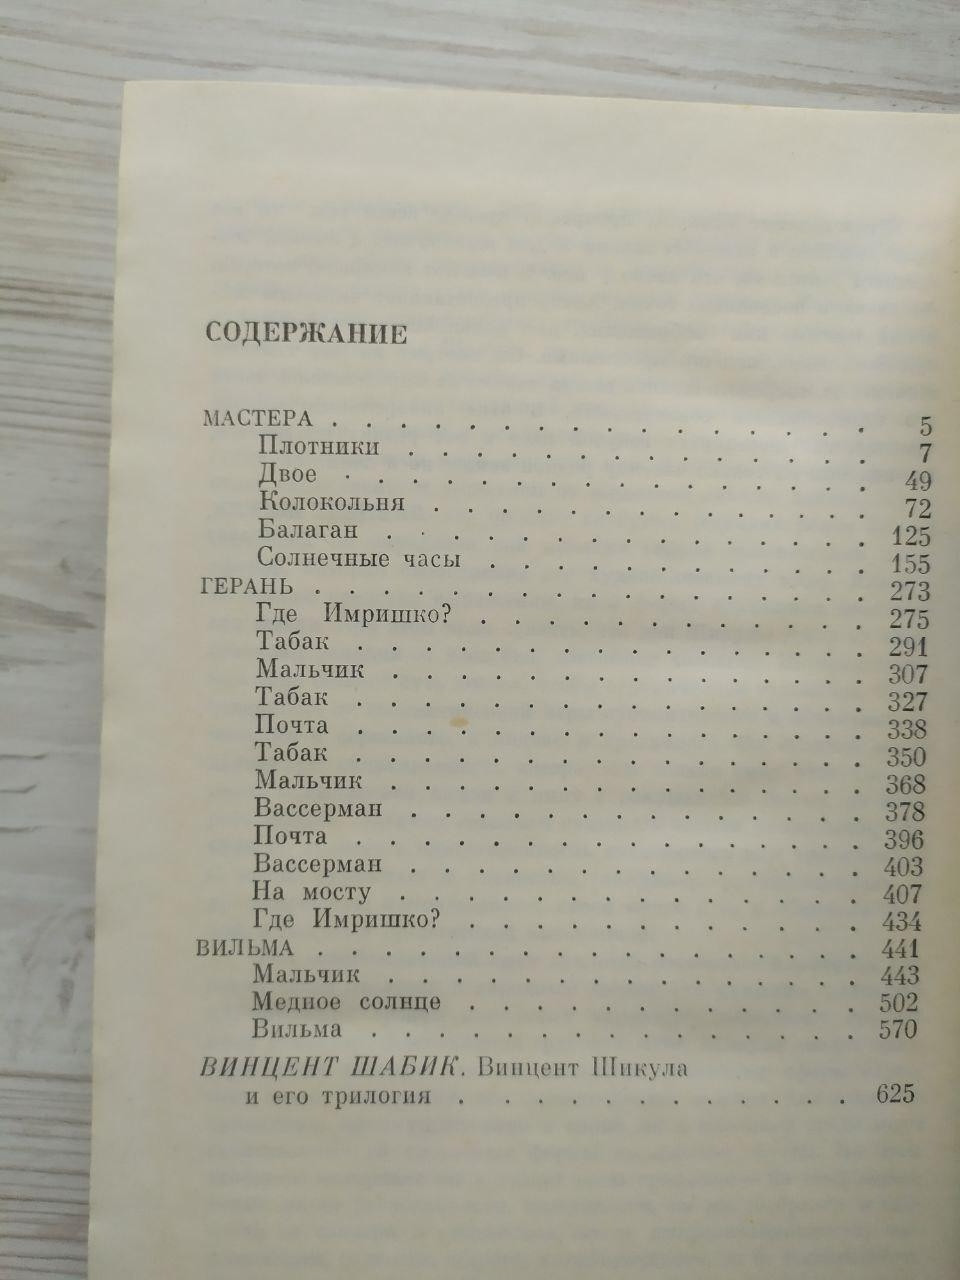 СОДЕРЖАНИЕ
МАСТЕРА . . . . . . . . . . . . . . 5
Плотники . . . . . . . . . . . . 7
Двое . . . . . . . . . . . . . . 49
Колокольня . . . . . . . . . . . 72
Балаган . . . . . . . . . . . . . 125
Солнечные часы . . . . . . . . . 155
ГЕРАНЬ . . . . . . . . . . . . . . 273
Где Имришко? . . . . . . . . . . 275
Табак . . . . . . . . . . . . . . 291
Мальчик . . . . . . . . . . . . . 307
Табак . . . . . . . . . . . . . . 327
Почта . . . . . . . . . . . . . . 338
Табак . . . . . . . . . . . . . . 350
Мальчик . . . . . . . . . . . . . 368
Вассерман . . . . . . . . . . . . 378
Почта . . . . . . . . . . . . . . 396
Вассерман . . . . . . . . . . . . 403
На мосту . . . . . . . . . . . . 407
Где Имришко? . . . . . . . . . . 434
ВИЛЬМА . . . . . . . . . . . . . . 441
Мальчик . . . . . . . . . . . . . 443
Медное солнце . . . . . . . . . . 502
Вильма . . . . . . . . . . . . . 570
ВИНЦЕНТ ШАБИК. Винцент Шикула
и его трилогия . . . . . . . . . . 625